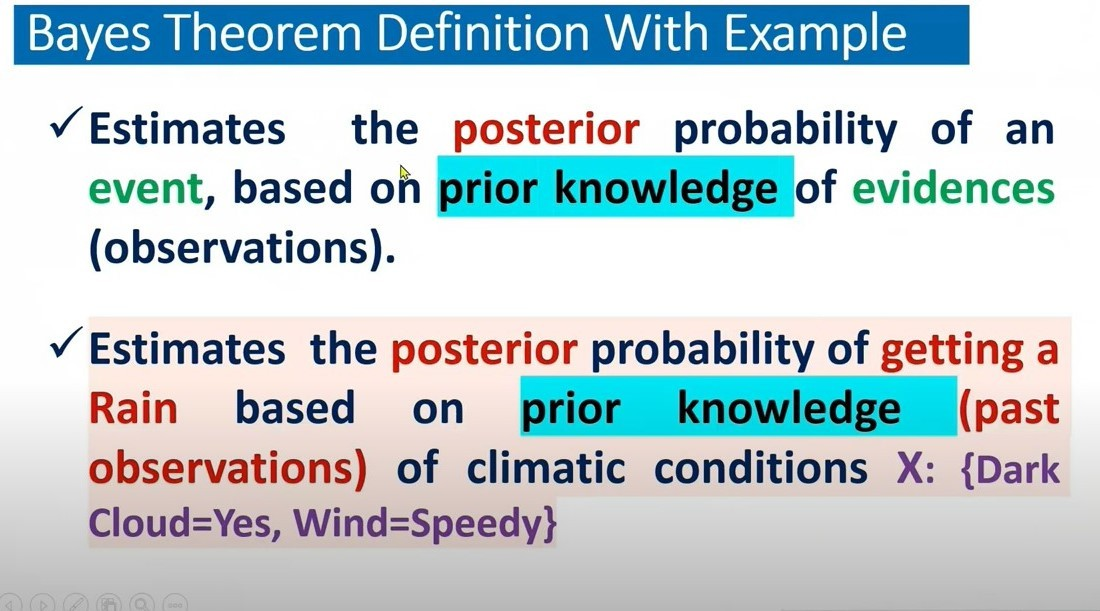 Bayes Theorem Definition With Example
✓Estimates the posterior probability of an
event, based on prior knowledge of evidences
(observations).
✓Estimates the posterior probability of getting a
Rain based on prior knowledge (past
observations) of climatic conditions X: {Dark
Cloud=Yes, Wind=Speedy}